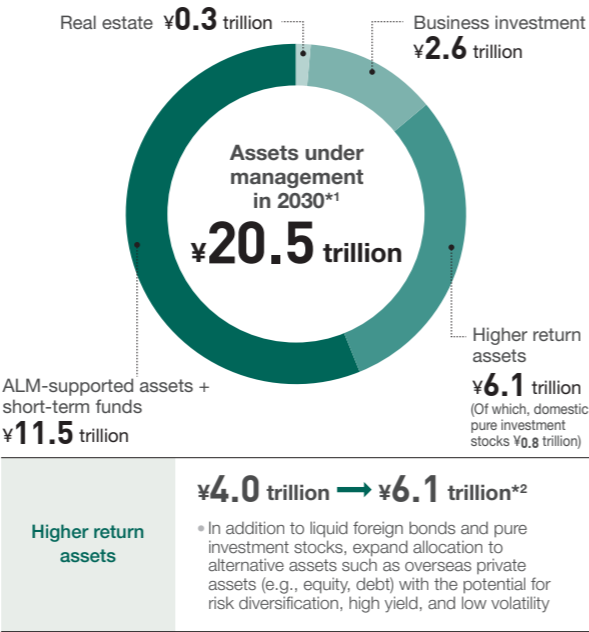 Real estate ¥0.3 trillion
Business investment
¥2.6 trillion
Assets under
management
in 2030*1
¥20.5 trillion
Higher return
assets
¥6.1 trillion
(Of which, domestic
pure investment
stocks ¥0.8 trillion)
ALM-supported assets +
short-term funds
¥11.5 trillion
Higher return
assets
¥4.0 trillion → ¥6.1 trillion*2
• In addition to liquid foreign bonds and pure
investment stocks, expand allocation to
alternative assets such as overseas private
assets (e.g., equity, debt) with the potential for
risk diversification, high yield, and low volatility